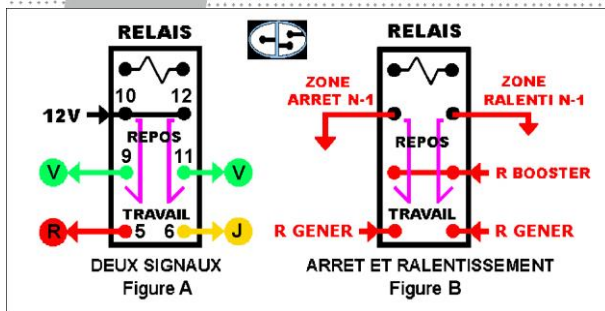 RELAIS
10 12
12V
REPOS
9 11
V V
TRAVAIL
R 5 6 J
DEUX SIGNAUX
Figure A
RELAIS
ZONE
ARRET N-1
ZONE
RALENTI N-1
REPOS
R BOOSTER
TRAVAIL
R GENER R GENER
ARRET ET RALENTISSEMENT
Figure B